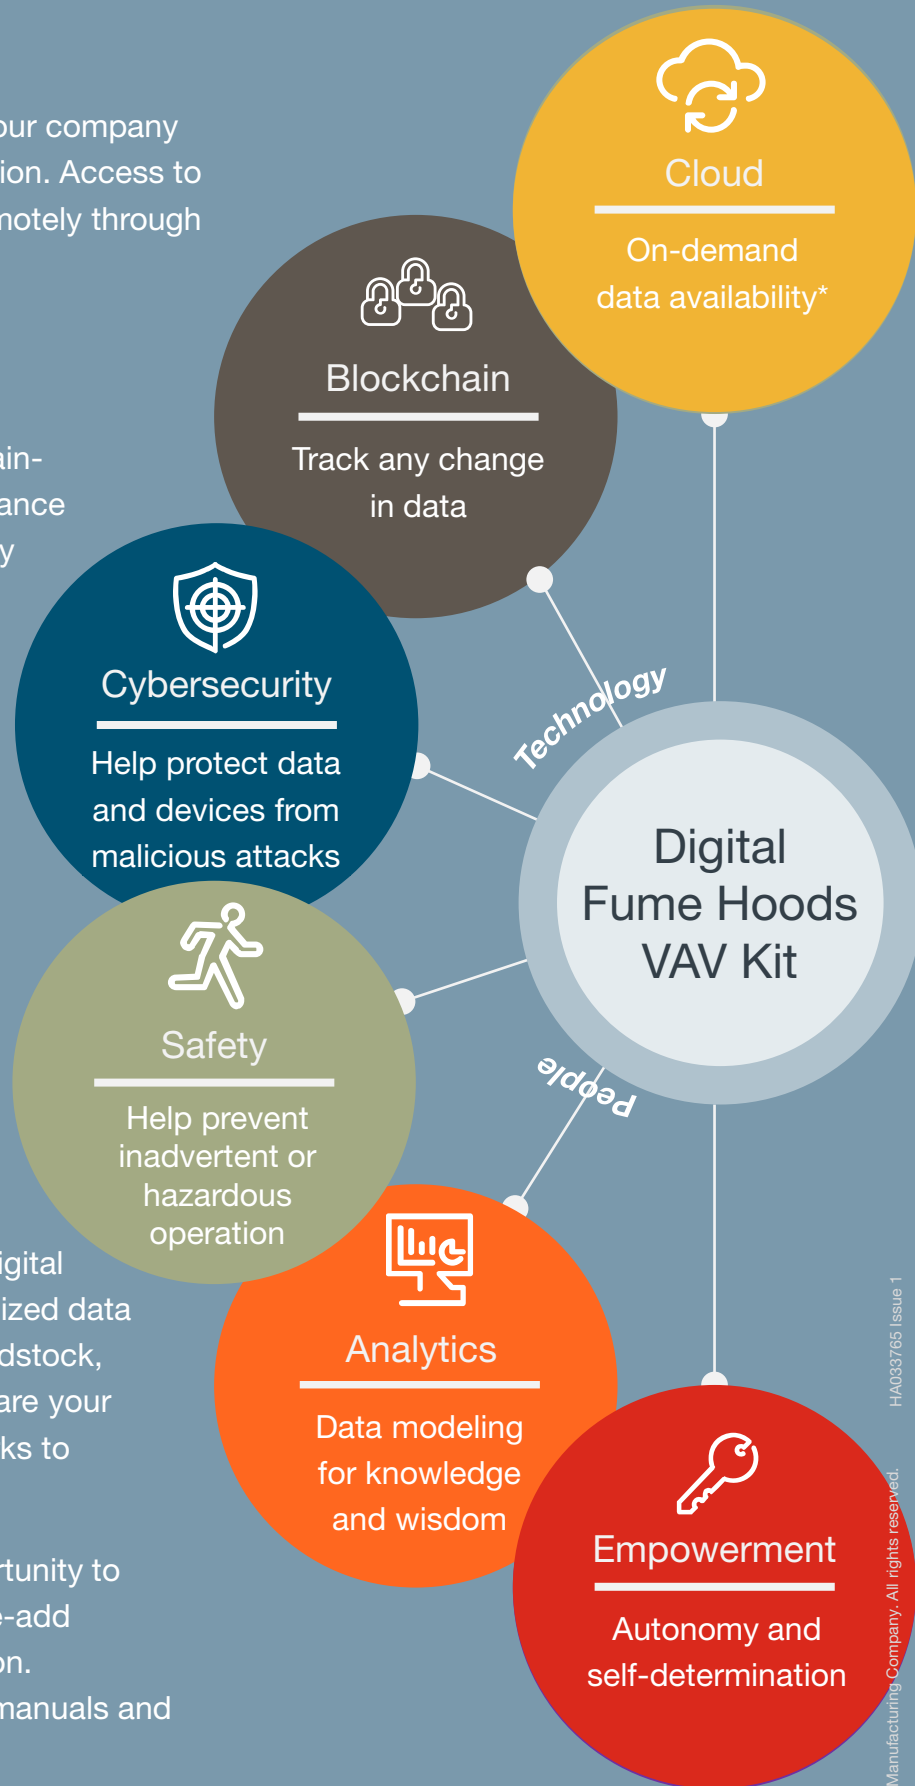 our company
tion. Access to
motely through
Cloud
On-demand
data availability*
Blockchain
Track any change
in data
ain-
ance
y
Cybersecurity
Help protect data
and devices from
malicious attacks
Technology
Digital
Fume Hoods
VAV Kit
People
Safety
Help prevent
inadvertent or
hazardous
operation
igital
ized data
dstock,
are your
ks to
Analytics
Data modeling
for knowledge
and wisdom
rtunity to
e-add
on.
manuals and
Empowerment
Autonomy and
self-determination
Manufacturing Company. All rights reserved. HA033765 Issue 1